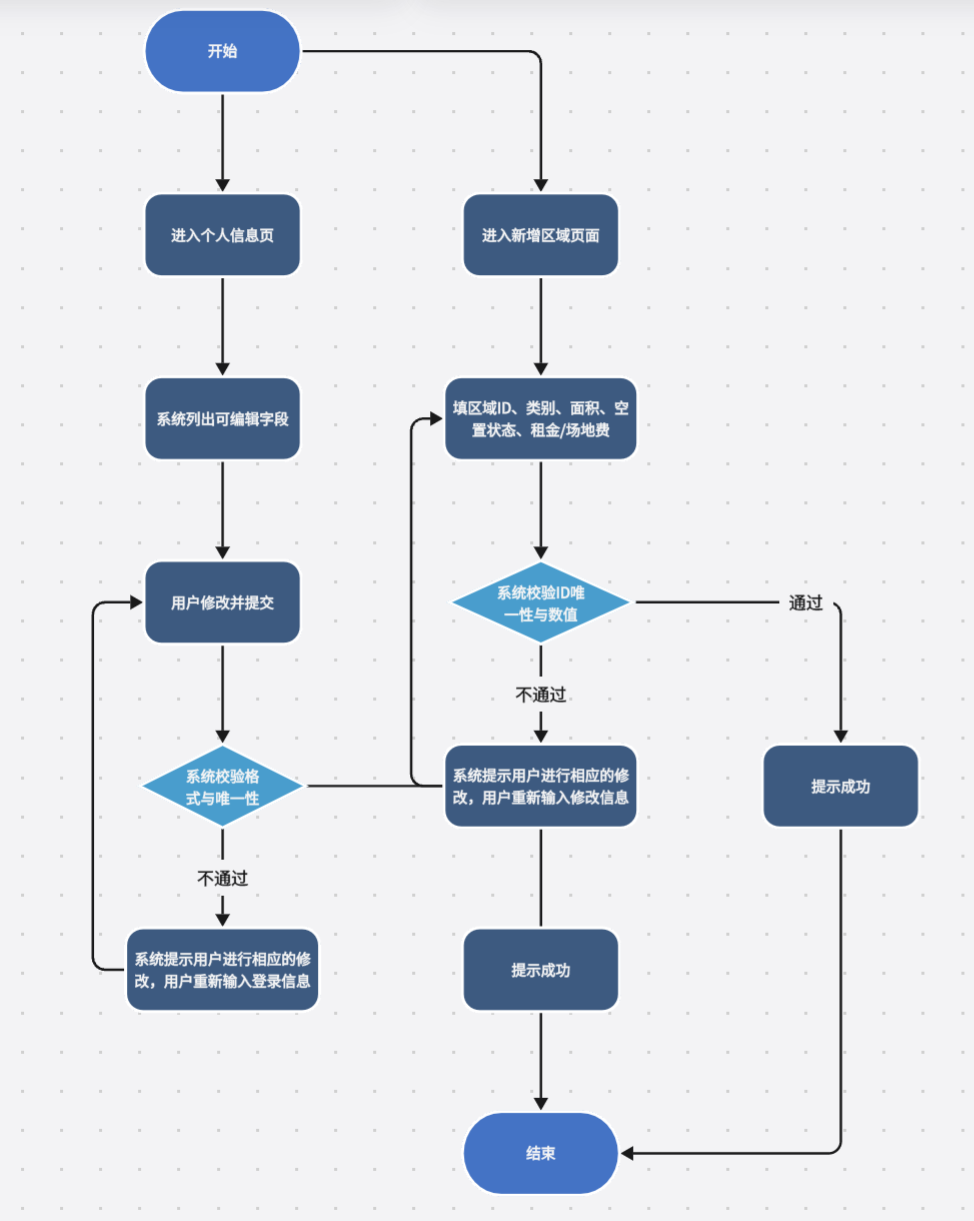 开始
进入个人信息页
进入新增区域页面
系统列出可编辑字段
填区域ID、类别、面积、空
置状态、租金/场地费
用户修改并提交
系统校验ID唯
一性与数值
通过
不通过
系统校验格
式与唯一性
系统提示用户进行相应的修
改，用户重新输入修改信息
提示成功
不通过
系统提示用户进行相应的修
改，用户重新输入登录信息
提示成功
结束